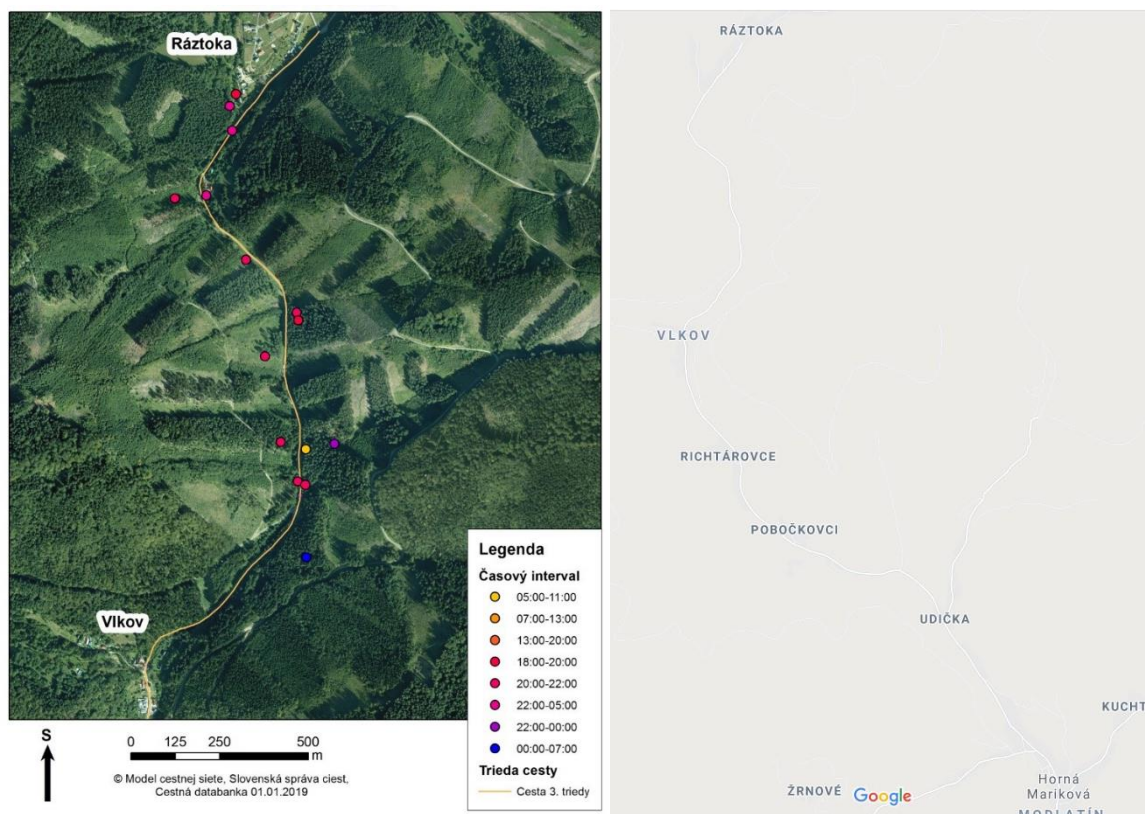 Ráztoka
Vlkov
Legenda
Časový interval
05:00-11:00
07:00-13:00
13:00-20:00
18:00-20:00
20:00-22:00
22:00-05:00
22:00-00:00
00:00-07:00
Trieda cesty
Cesta 3. triedy
S
0 125 250 500
m
© Model cestnej siete, Slovenská správa ciest,
Cestná databanka 01.01.2019
RÁZTOKA
VLKOV
RICHTÁROVCE
POBOČKOVCI
UDIČKA
KUCHT
ŽRNOVÉ
Google
Horná
Mariková
MODLATÍN